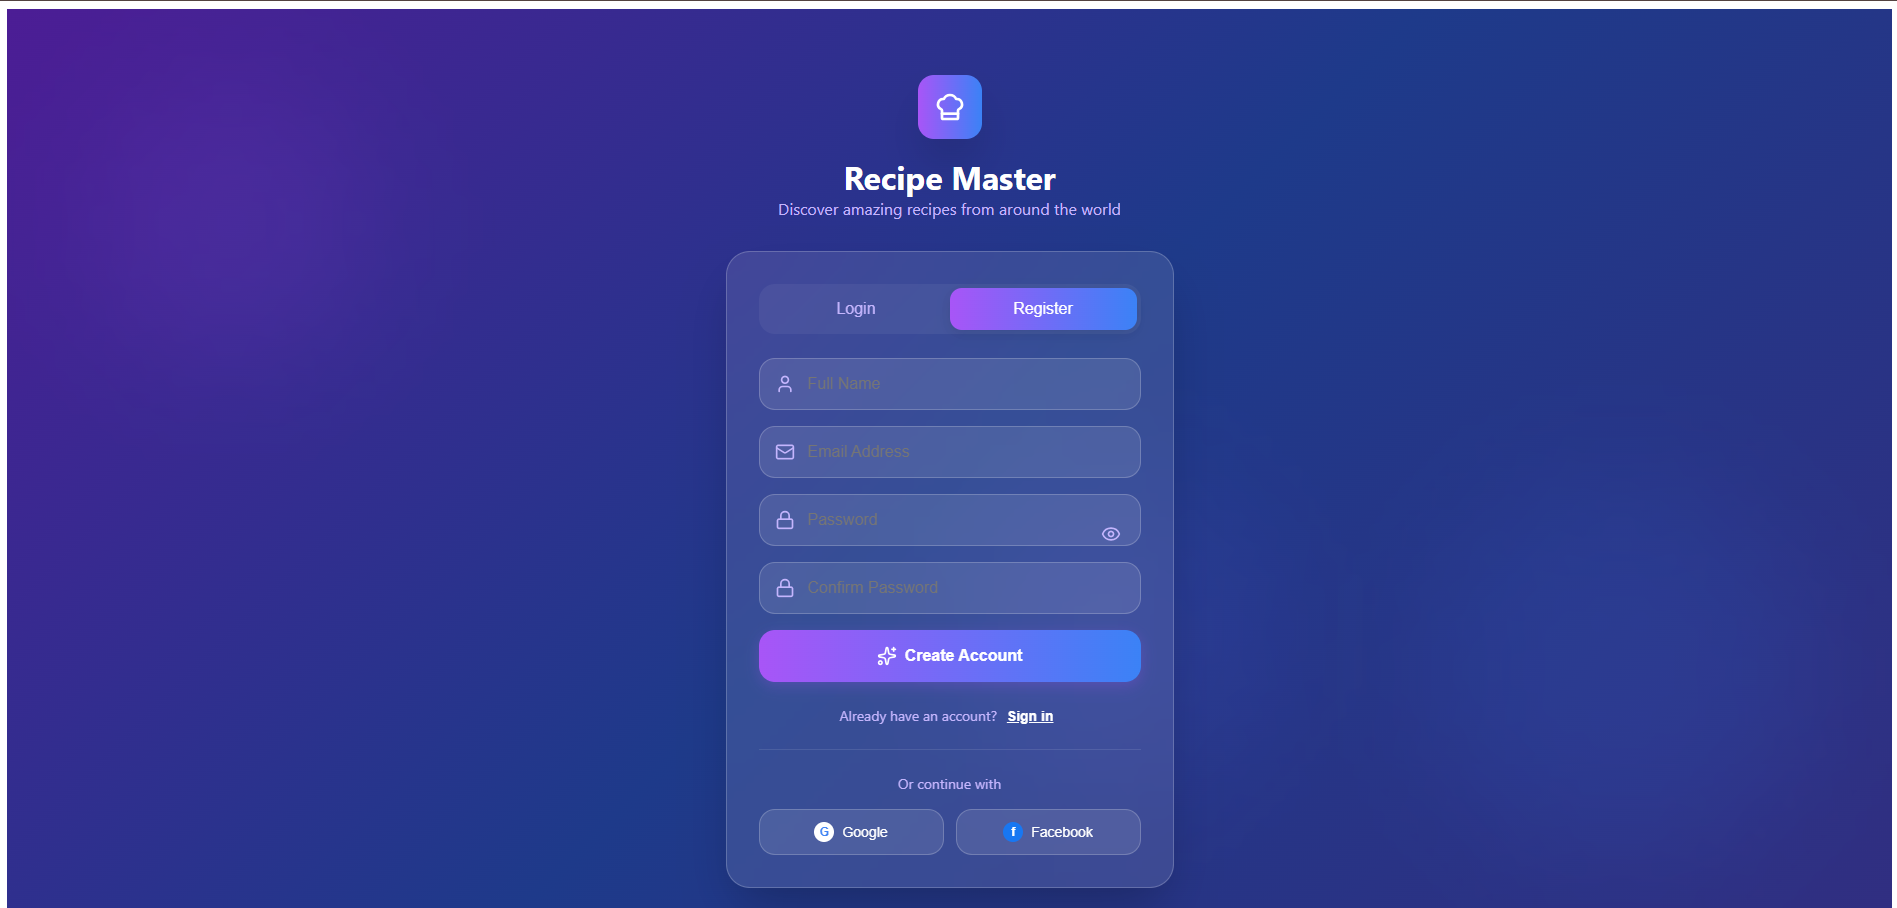 Recipe Master
Discover amazing recipes from around the world
Login Register
Full Name
Email Address
Password
Confirm Password
Create Account
Already have an account? Sign in
Or continue with
G Google f Facebook